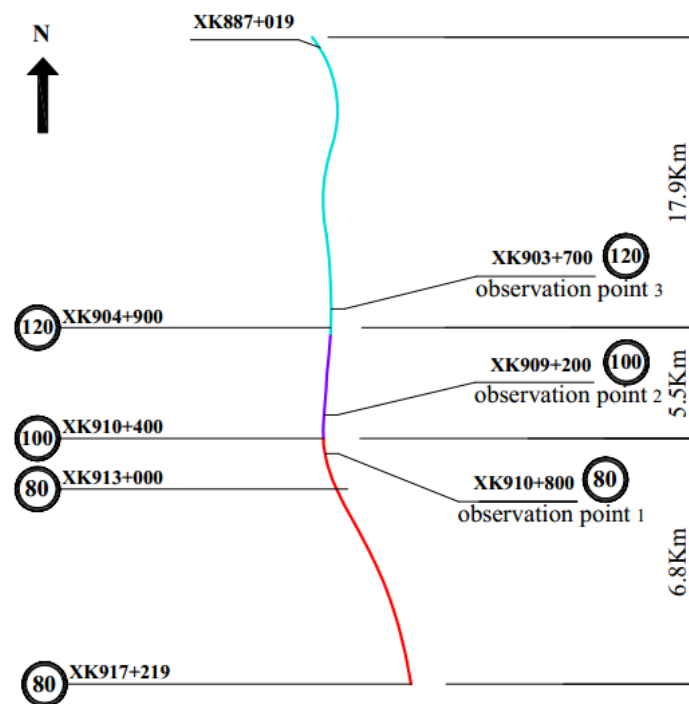 XK887+019
N
17.9Km
XK903+700 120
observation point 3
120 XK904+900
XK909+200 100
observation point 2
5.5Km
100 XK910+400
80 XK913+000
XK910+800 80
observation point 1
6.8Km
80 XK917+219